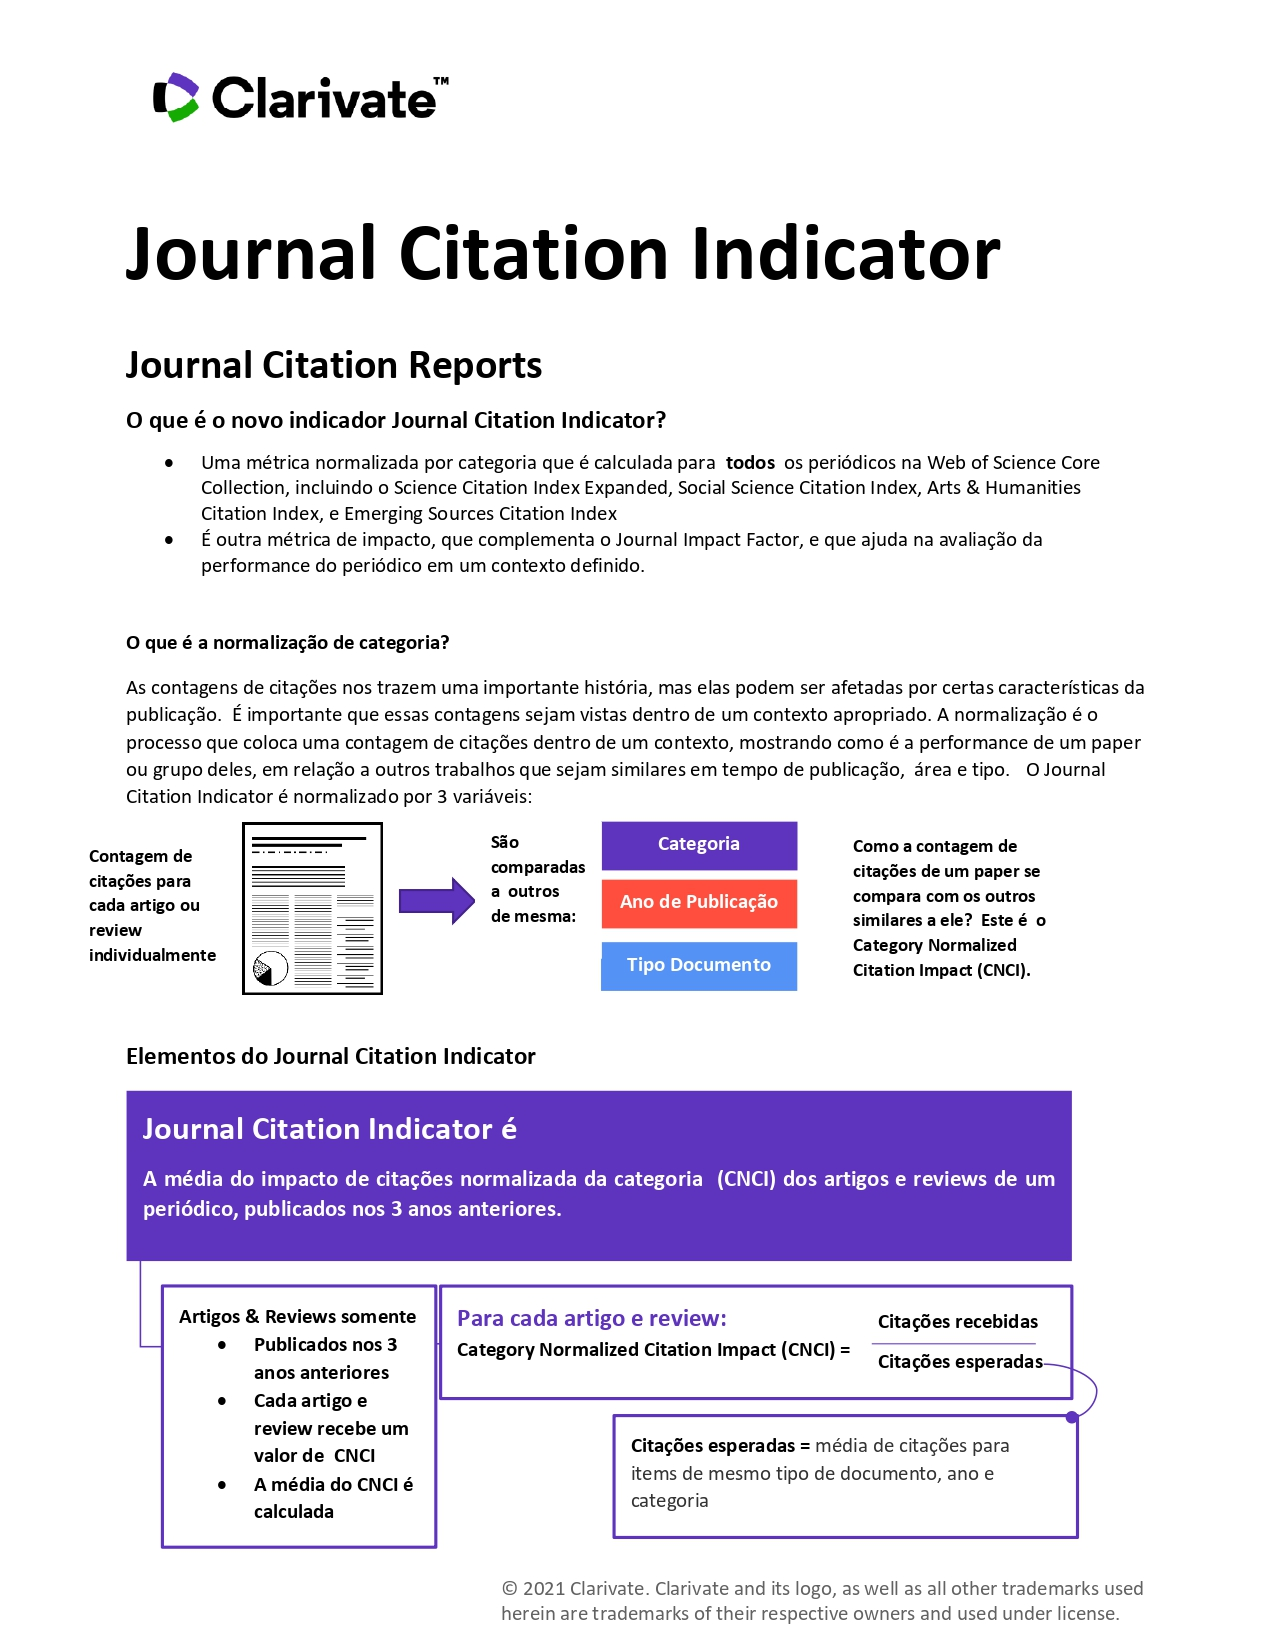 Clarivate™
Journal Citation Indicator
Journal Citation Reports
O que é o novo indicador Journal Citation Indicator?
• Uma métrica normalizada por categoria que é calculada para todos os periódicos na Web of Science Core
Collection, incluindo o Science Citation Index Expanded, Social Science Citation Index, Arts & Humanities
Citation Index, e Emerging Sources Citation Index
• É outra métrica de impacto, que complementa o Journal Impact Factor, e que ajuda na avaliação da
performance do periódico em um contexto definido.
O que é a normalização de categoria?
As contagens de citações nos trazem uma importante história, mas elas podem ser afetadas por certas características da
publicação. É importante que essas contagens sejam vistas dentro de um contexto apropriado. A normalização é o
processo que coloca uma contagem de citações dentro de um contexto, mostrando como é a performance de um paper
ou grupo deles, em relação a outros trabalhos que sejam similares em tempo de publicação, área e tipo. O Journal
Citation Indicator é normalizado por 3 variáveis:
Contagem de
citações para
cada artigo ou
review
individualmente
São
comparadas
a outros
de mesma:
Categoria
Ano de Publicação
Tipo Documento
Como a contagem de
citações de um paper se
compara com os outros
similares a ele? Este é o
Category Normalized
Citation Impact (CNCI).
Elementos do Journal Citation Indicator
Journal Citation Indicator é
A média do impacto de citações normalizada da categoria (CNCI) dos artigos e reviews de um
periódico, publicados nos 3 anos anteriores.
Artigos & Reviews somente
• Publicados nos 3
anos anteriores
• Cada artigo e
review recebe um
valor de CNCI
• A média do CNCI é
calculada
Para cada artigo e review:
Category Normalized Citation Impact (CNCI) =
Citações recebidas
Citações esperadas
Citações esperadas = média de citações para
items de mesmo tipo de documento, ano e
categoria
© 2021 Clarivate. Clarivate and its logo, as well as all other trademarks used
herein are trademarks of their respective owners and used under license.